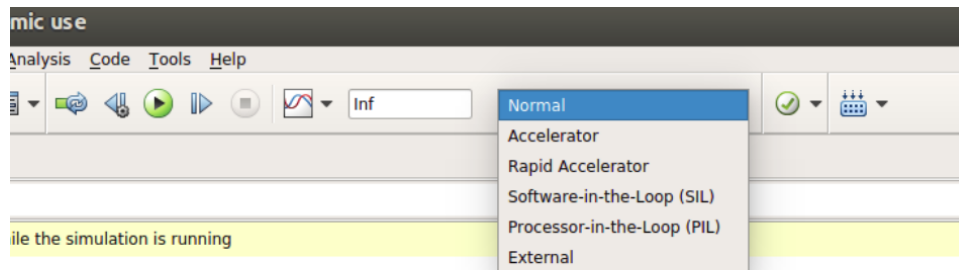 mic use
Analysis Code Tools Help
Inf
Normal
Accelerator
Rapid Accelerator
Software-in-the-Loop (SIL)
Processor-in-the-Loop (PIL)
ile the simulation is running
External